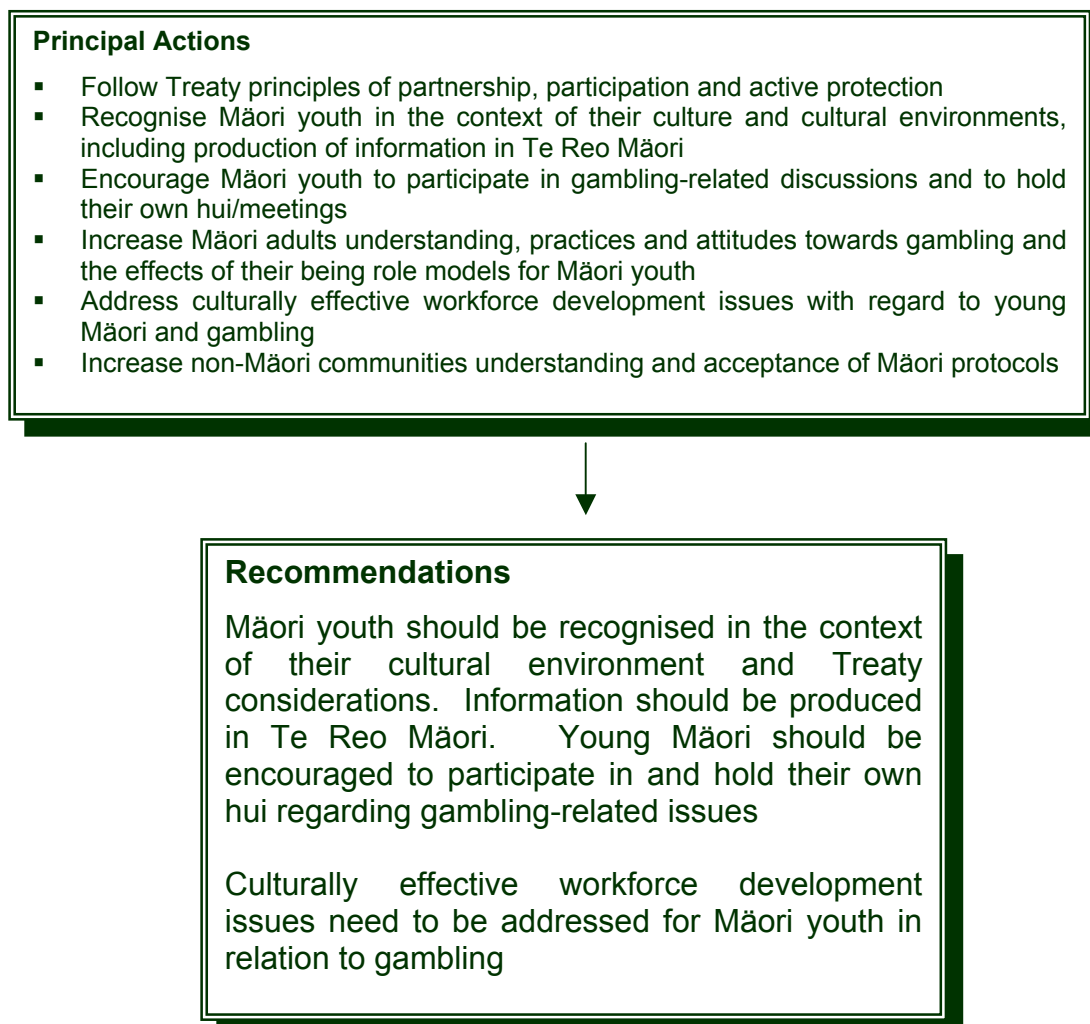 Principal Actions
▪ Follow Treaty principles of partnership, participation and active protection
▪ Recognise Mäori youth in the context of their culture and cultural environments,
including production of information in Te Reo Mäori
▪ Encourage Mäori youth to participate in gambling-related discussions and to hold
their own hui/meetings
▪ Increase Mäori adults understanding, practices and attitudes towards gambling and
the effects of their being role models for Mäori youth
▪ Address culturally effective workforce development issues with regard to young
Mäori and gambling
▪ Increase non-Mäori communities understanding and acceptance of Mäori protocols
Recommendations
Mäori youth should be recognised in the context
of their cultural environment and Treaty
considerations. Information should be produced
in Te Reo Mäori. Young Mäori should be
encouraged to participate in and hold their own
hui regarding gambling-related issues
Culturally effective workforce development
issues need to be addressed for Mäori youth in
relation to gambling